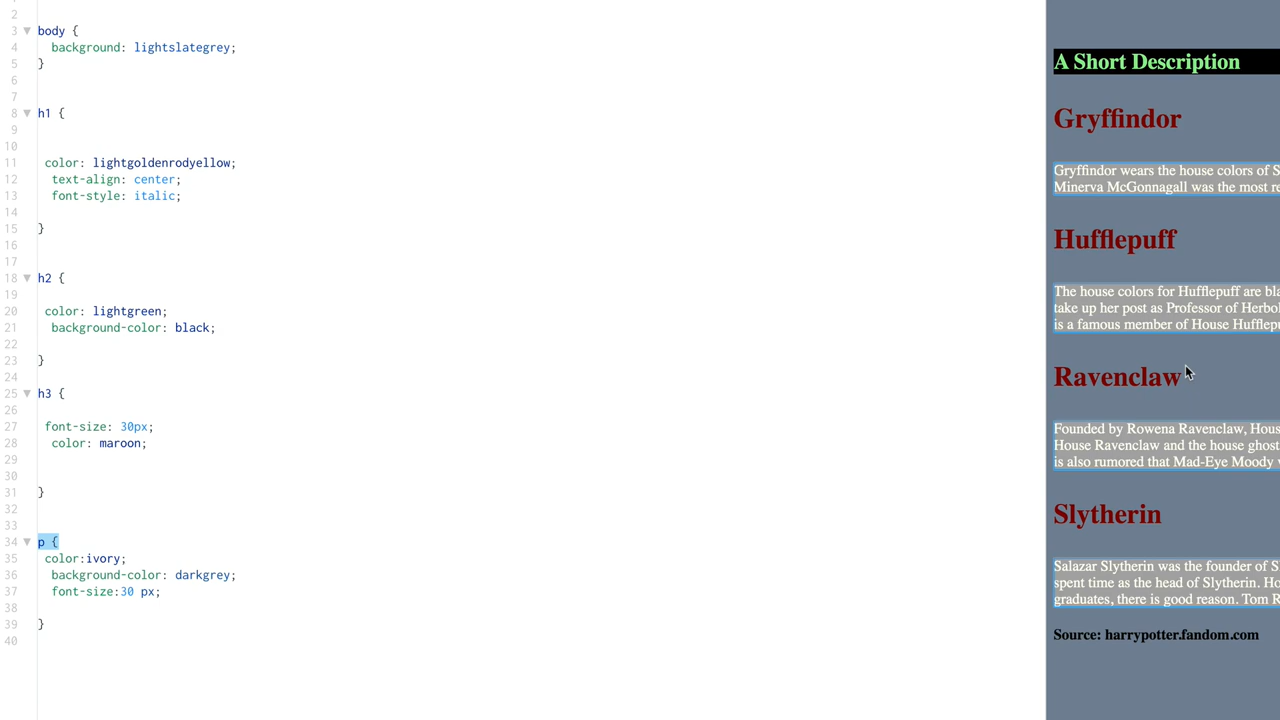 2
3 body {
4 background: lightslategrey;
5 }
6
7
8 h1 {
9
10
11 color: lightgoldenrodyellow;
12 text-align: center;
13 font-style: italic;
14
15 }
16
17
18 h2 {
19
20 color: lightgreen;
21 background-color: black;
22
23 }
24
25 h3 {
26
27 font-size: 30px;
28 color: maroon;
29
30
31 }
32
33
34 p {
35 color:ivory;
36 background-color: darkgrey;
37 font-size:30 px;
38
39 }
40
A Short Description
Gryffindor
Gryffindor wears the house colors of S
Minerva McGonnagall was the most re
Hufflepuff
The house colors for Hufflepuff are bla
take up her post as Professor of Herbol
is a famous member of House Hufflepu
Ravenclaw
Founded by Rowena Ravenclaw, Hous
House Ravenclaw and the house ghost
is also rumored that Mad-Eye Moody
Slytherin
Salazar Slytherin was the founder of S
spent time as the head of Slytherin. Ho
graduates, there is good reason. Tom R
Source: harrypotter.fandom.com